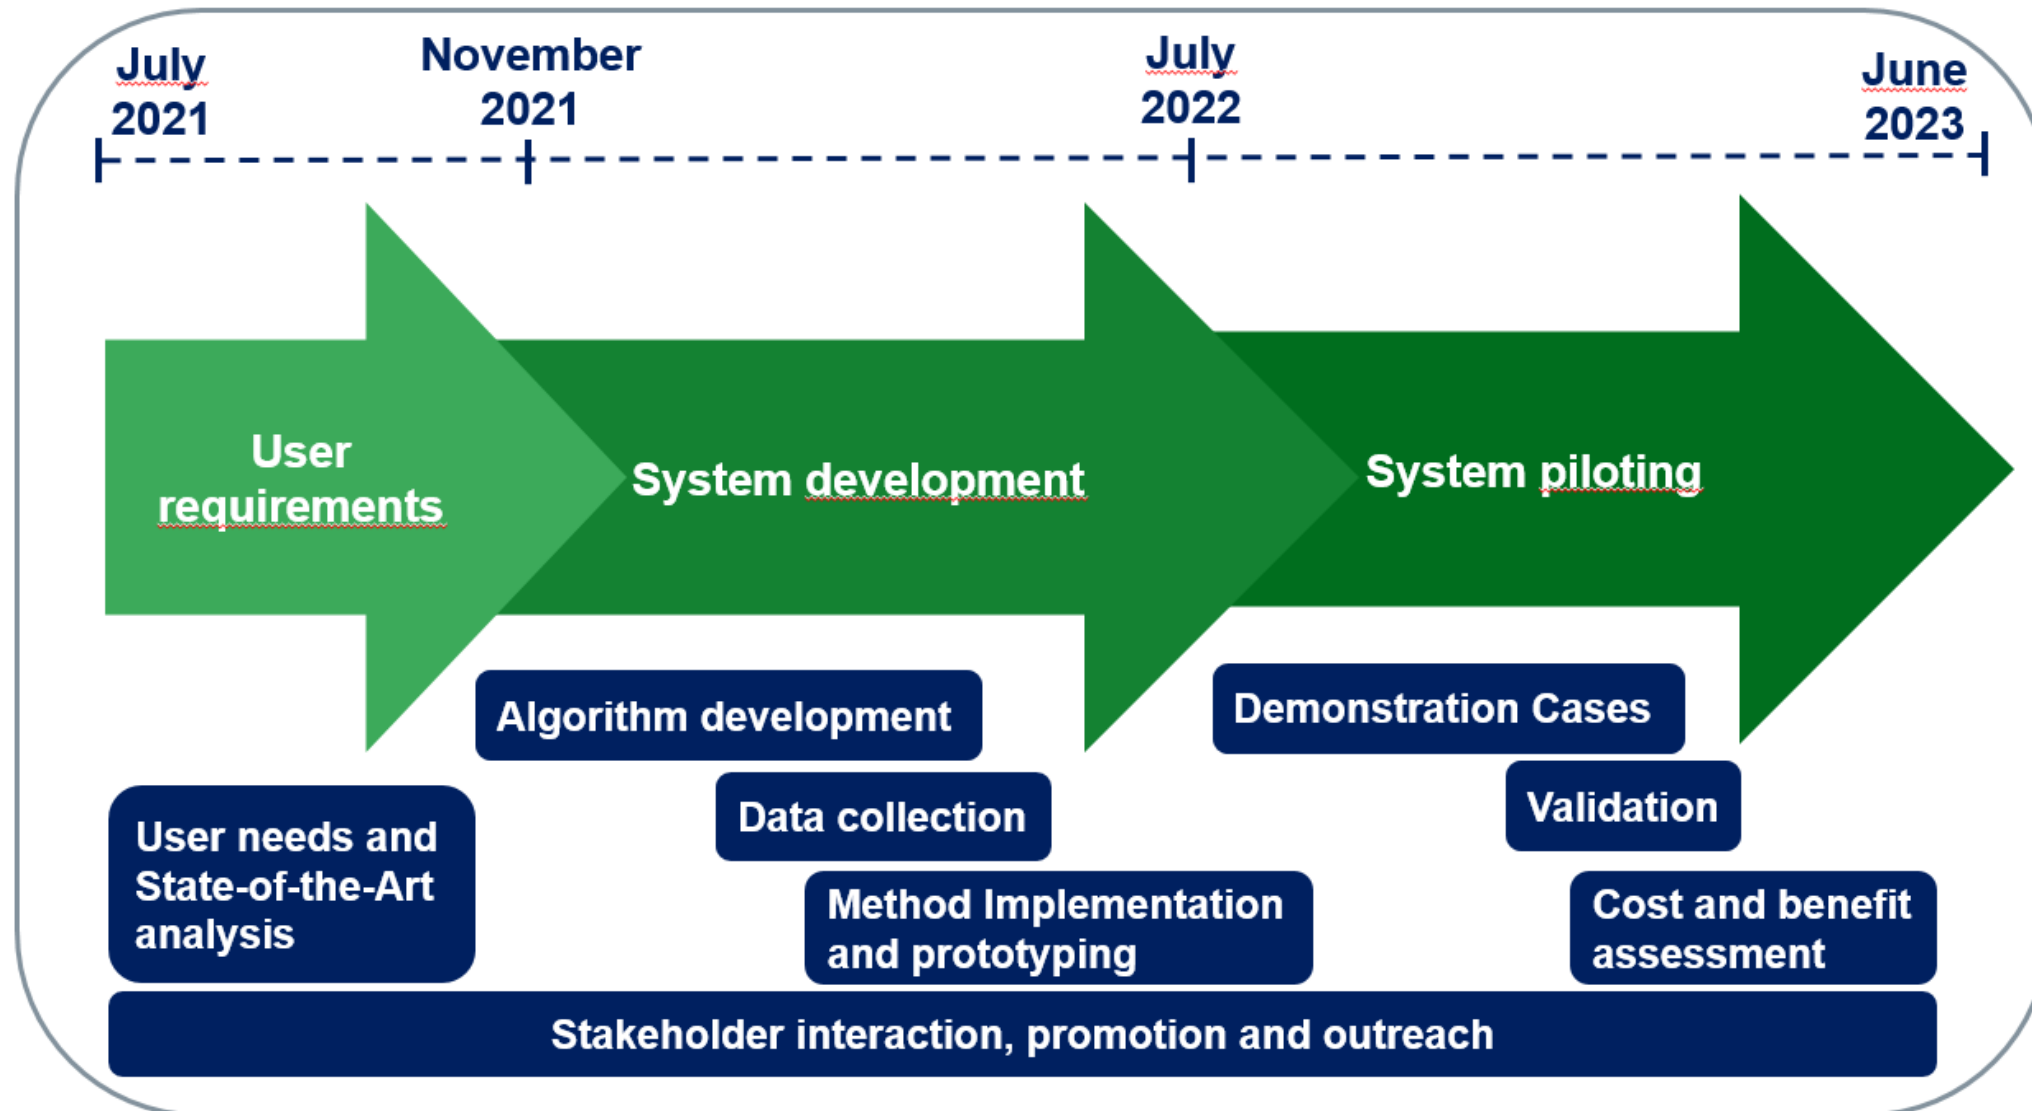 July
2021
November
2021
July
2022
June
2023
User
requirements
System development
System piloting
Algorithm development
Demonstration Cases
Data collection
Validation
User needs and
State-of-the-Art
analysis
Method Implementation
and prototyping
Cost and benefit
assessment
Stakeholder interaction, promotion and outreach